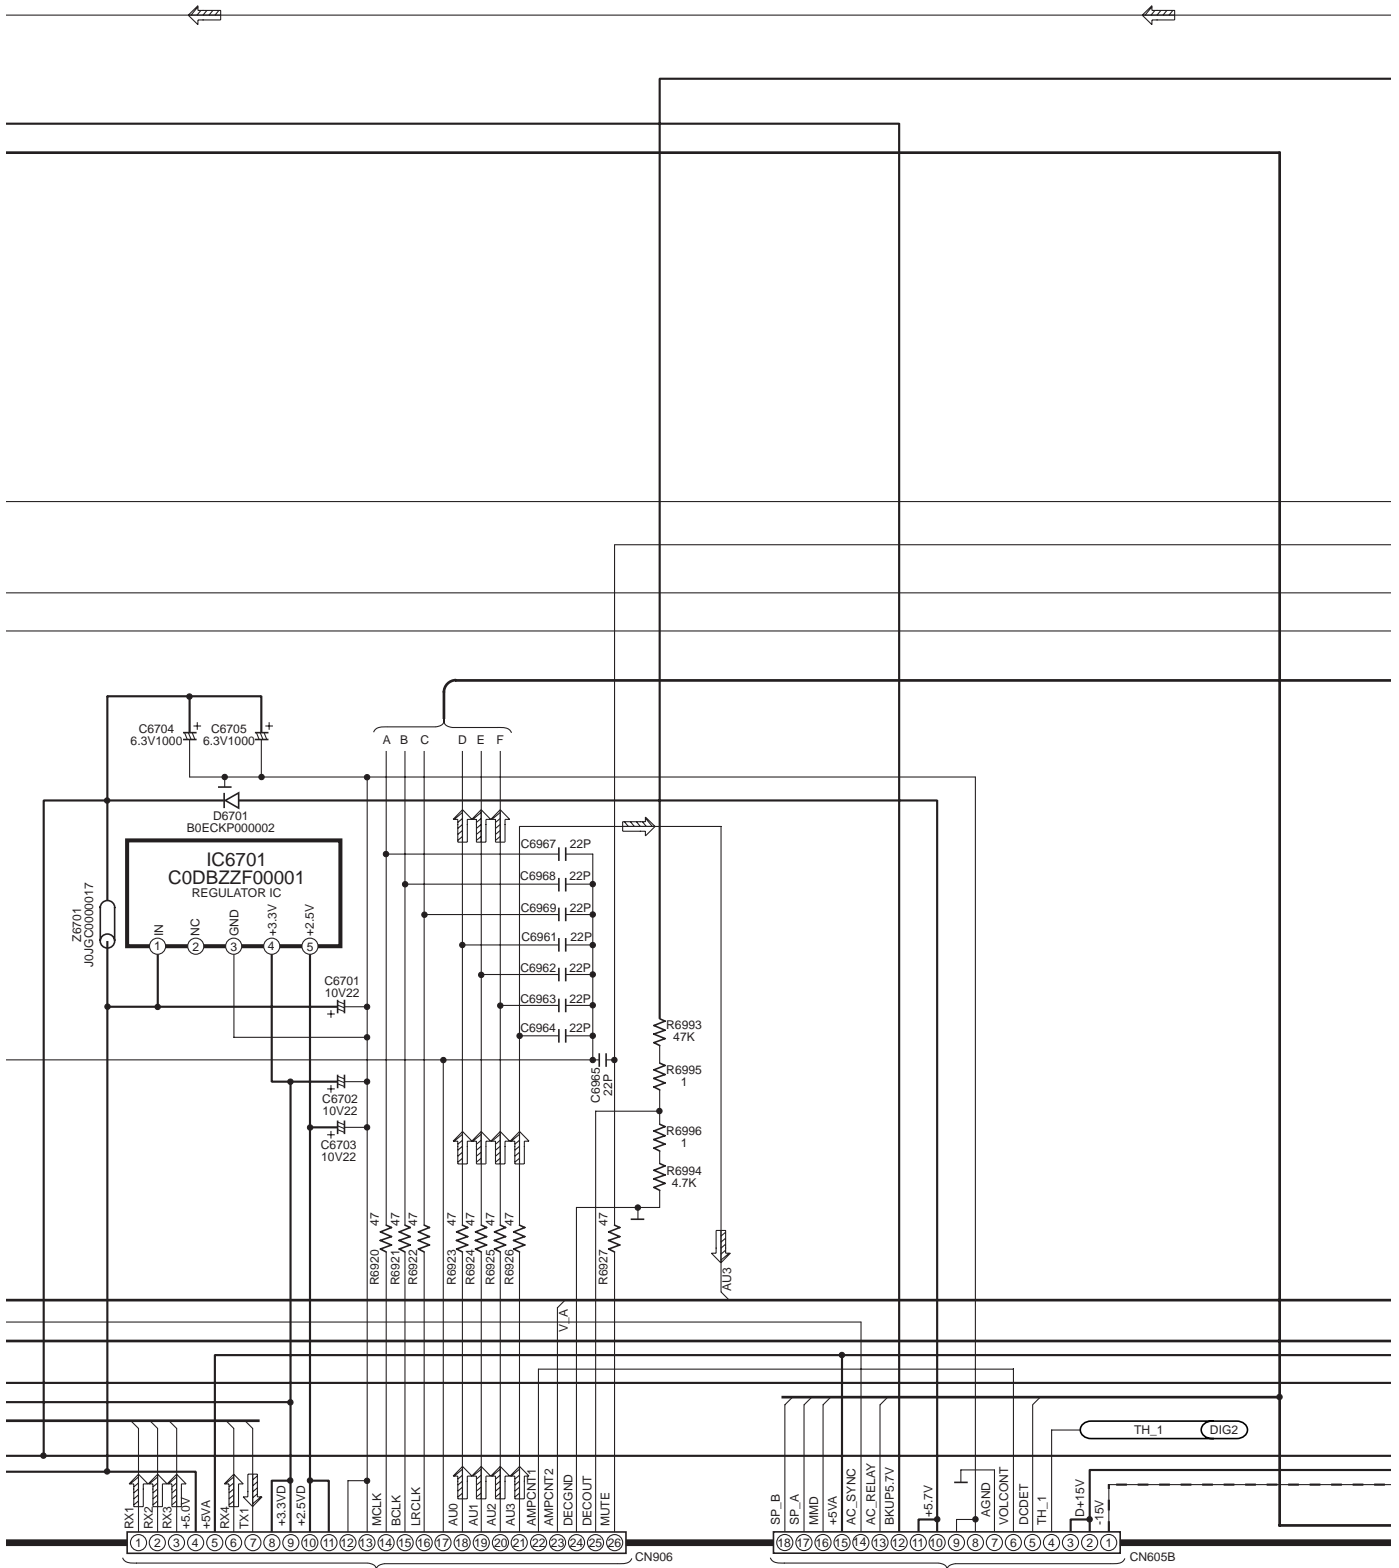 C6704
6.3V1000
+
C6705
6.3V1000
+
A B C D E F
D6701
B0ECKP000002
IC6701
C0DBZZF00001
REGULATOR IC
IN
NC
GND
+3.3V
+2.5V
1 2 3 4 5
Z6701
J0JGC0000017
C6701
10V22
+
C6702
10V22
+
C6703
10V22
+
C6967 22P
C6968 22P
C6969 22P
C6961 22P
C6962 22P
C6963 22P
C6964 22P
C6965
22P
R6993
47K
R6995
1
R6996
1
R6994
4.7K
R6920 47
R6921 47
R6922 47
R6923 47
R6924 47
R6925 47
R6926 47
R6927 47
AU3
V_A
TH_1 DIG2
RX1
RX2
RX3
+5.0V
+5VA
RX4
TX1
+3.3VD
+2.5VD
MCLK
BCLK
LRCLK
AU0
AU1
AU2
AU3
AMPCNT1
AMPCNT2
DECGND
DECOUT
MUTE
1 2 3 4 5 6 7 8 9 10 11 12 13 14 15 16 17 18 19 20 21 22 23 24 25 26
CN906
SP_B
SP_A
MMD
+5VA
AC_SYNC
AC_RELAY
BKUP5.7V
+5.7V
AGND
VOLCONT
DCDET
TH_1
D+15V
-15V
18 17 16 15 14 13 12 11 10 9 8 7 6 5 4 3 2 1
CN605B